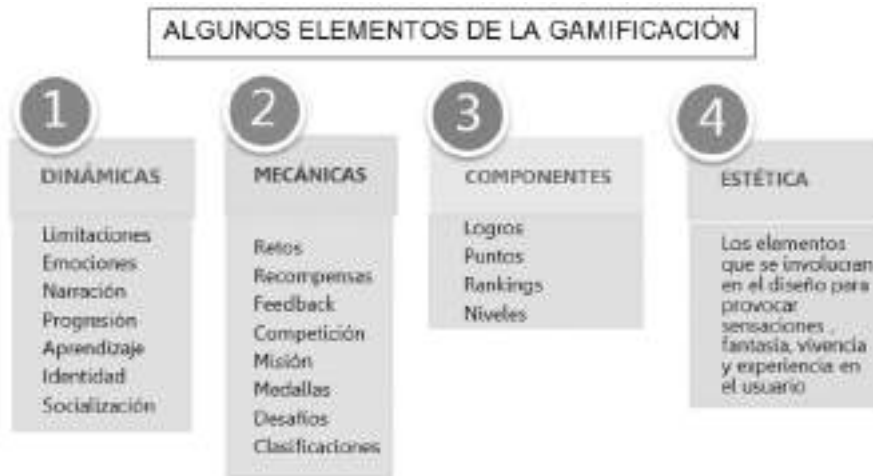 ALGUNOS ELEMENTOS DE LA GAMIFICACIÓN
1
DINÁMICAS
Limitaciones
Emociones
Narración
Progresión
Aprendizaje
Identidad
Socialización
2
MECÁNICAS
Retos
Recompensas
Feedback
Competición
Misión
Medallas
Desafíos
Clasificaciones
3
COMPONENTES
Logros
Puntos
Rankings
Niveles
4
ESTÉTICA
Los elementos
que se involucran
en el diseño para
provocar
sensaciones ,
fantasía, vivencia
y experiencia en
el usuario